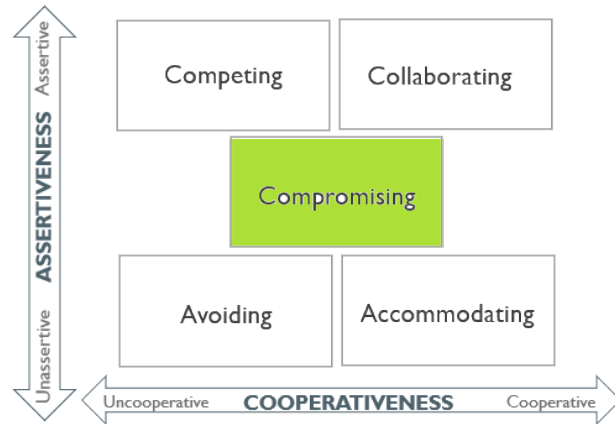 Assertive
ASSERTIVENESS
Unassertive
Competing
Collaborating
Compromising
Avoiding
Accommodating
Uncooperative
COOPERATIVENESS
Cooperative